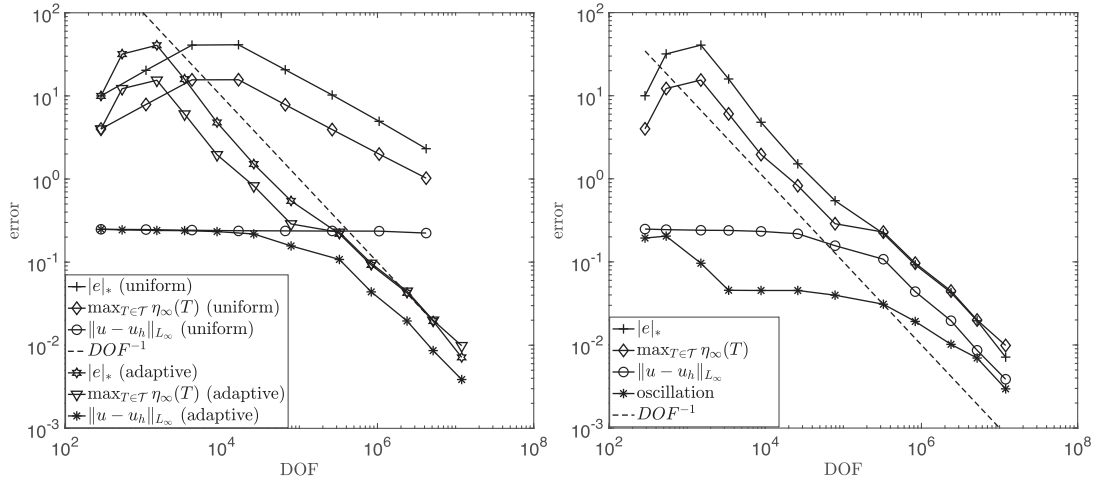 10^2
10^1
10^0
10^-1
10^-2
10^-3
error
|e|_* (uniform)
max_{T∈𝒯} η_∞(T) (uniform)
‖u − u_h‖_{L_∞} (uniform)
DOF^{-1}
|e|_* (adaptive)
max_{T∈𝒯} η_∞(T) (adaptive)
‖u − u_h‖_{L_∞} (adaptive)
10^2 10^4 10^6 10^8
DOF
10^2
10^1
10^0
10^-1
10^-2
10^-3
error
|e|_*
max_{T∈𝒯} η_∞(T)
‖u − u_h‖_{L_∞}
oscillation
DOF^{-1}
10^2 10^4 10^6 10^8
DOF